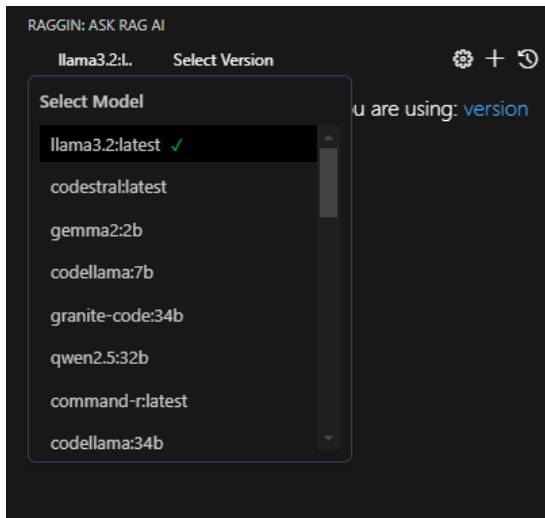 RAGGIN: ASK RAG AI
llama3.2:l.. Select Version
Select Model
u are using: version
llama3.2:latest ✓
codestral:latest
gemma2:2b
codellama:7b
granite-code:34b
qwen2.5:32b
command-r:latest
codellama:34b